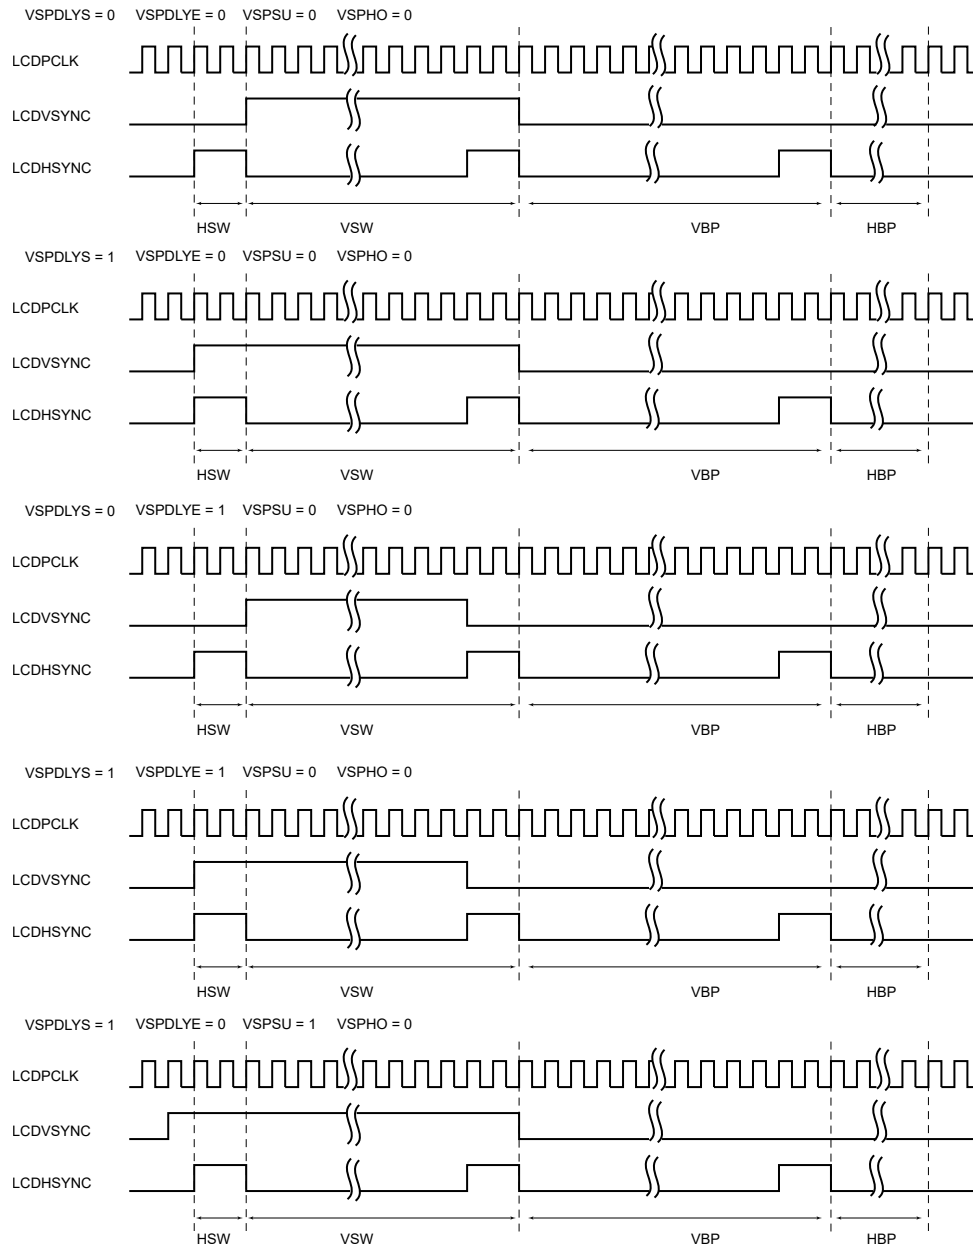 VSPDLYS = 0 VSPDLYE = 0 VSPSU = 0 VSPHO = 0
LCDPCLK
LCDVSYNC
LCDHSYNC
HSW VSW VBP HBP
VSPDLYS = 1 VSPDLYE = 0 VSPSU = 0 VSPHO = 0
LCDPCLK
LCDVSYNC
LCDHSYNC
HSW VSW VBP HBP
VSPDLYS = 0 VSPDLYE = 1 VSPSU = 0 VSPHO = 0
LCDPCLK
LCDVSYNC
LCDHSYNC
HSW VSW VBP HBP
VSPDLYS = 1 VSPDLYE = 1 VSPSU = 0 VSPHO = 0
LCDPCLK
LCDVSYNC
LCDHSYNC
HSW VSW VBP HBP
VSPDLYS = 1 VSPDLYE = 0 VSPSU = 1 VSPHO = 0
LCDPCLK
LCDVSYNC
LCDHSYNC
HSW VSW VBP HBP